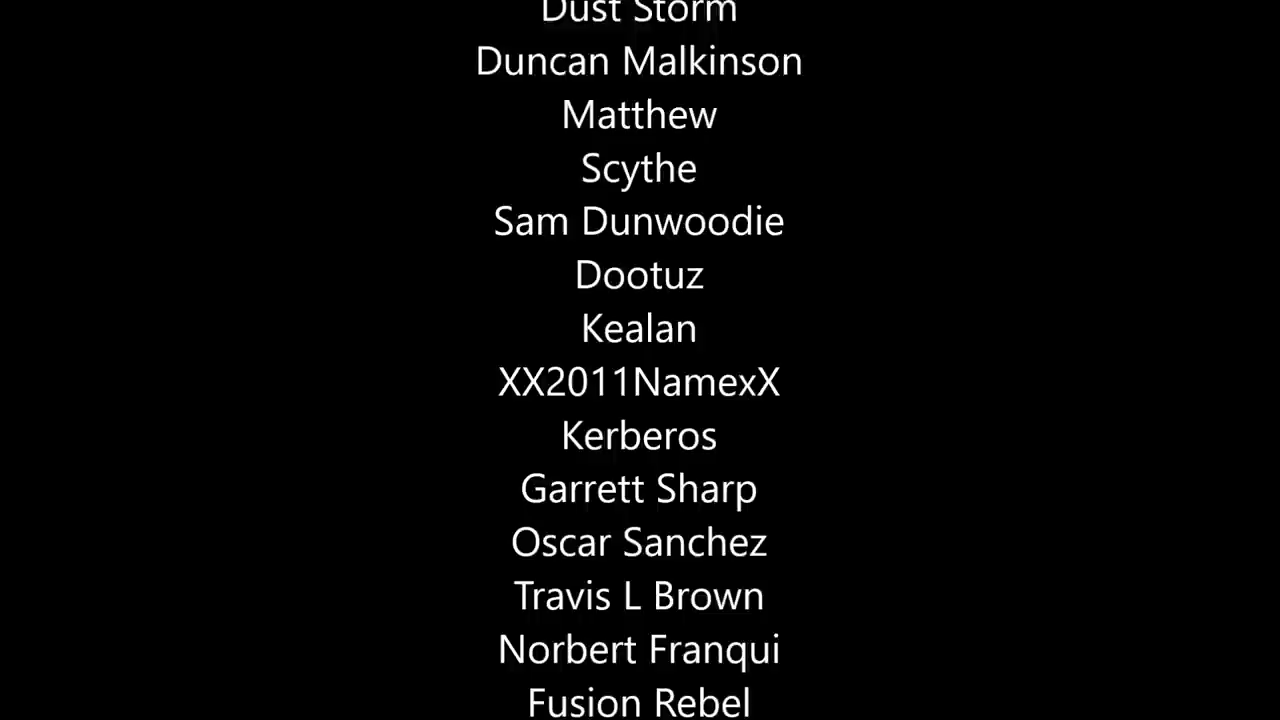 Dust Storm
Duncan Malkinson
Matthew
Scythe
Sam Dunwoodie
Dootuz
Kealan
XX2011NamexX
Kerberos
Garrett Sharp
Oscar Sanchez
Travis L Brown
Norbert Franqui
Fusion Rebel